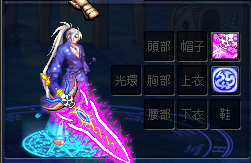 頭部 帽子
光環 胸部 上衣
腰部 下衣 鞋